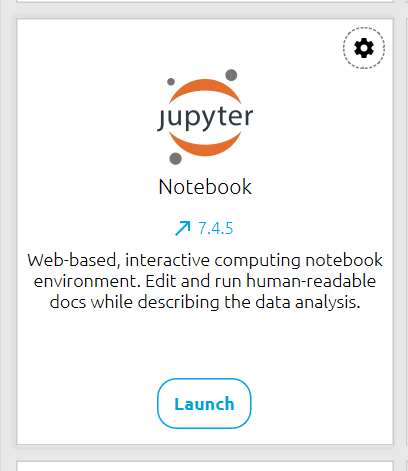 jupyter
Notebook
7.4.5
Web-based, interactive computing notebook
environment. Edit and run human-readable
docs while describing the data analysis.
Launch